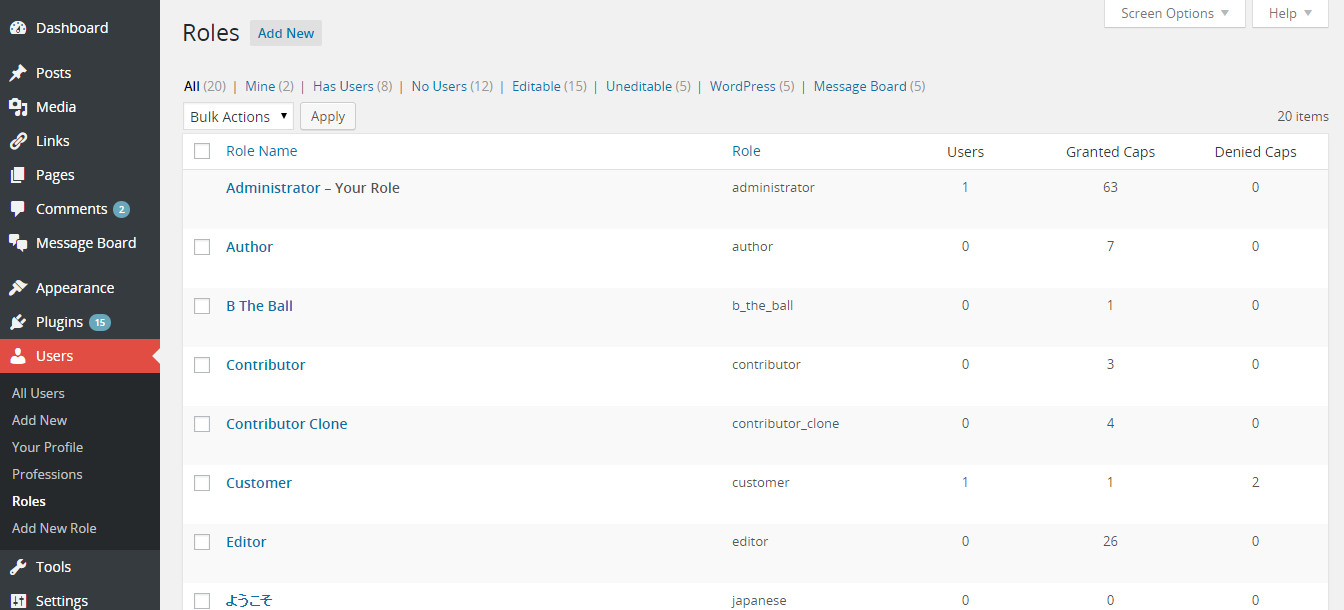 Dashboard
Posts
Media
Links
Pages
Comments 2
Message Board
Appearance
Plugins 15
Users
All Users
Add New
Your Profile
Professions
Roles
Add New Role
Tools
Settings
Screen Options ▼
Help ▼
Roles Add New
All (20) | Mine (2) | Has Users (8) | No Users (12) | Editable (15) | Uneditable (5) | WordPress (5) | Message Board (5)
Bulk Actions ▼ Apply
20 items
Role Name Role Users Granted Caps Denied Caps
Administrator – Your Role administrator 1 63 0
Author author 0 7 0
B The Ball b_the_ball 0 1 0
Contributor contributor 0 3 0
Contributor Clone contributor_clone 0 4 0
Customer customer 1 1 2
Editor editor 0 26 0
ようこそ japanese 0 0 0